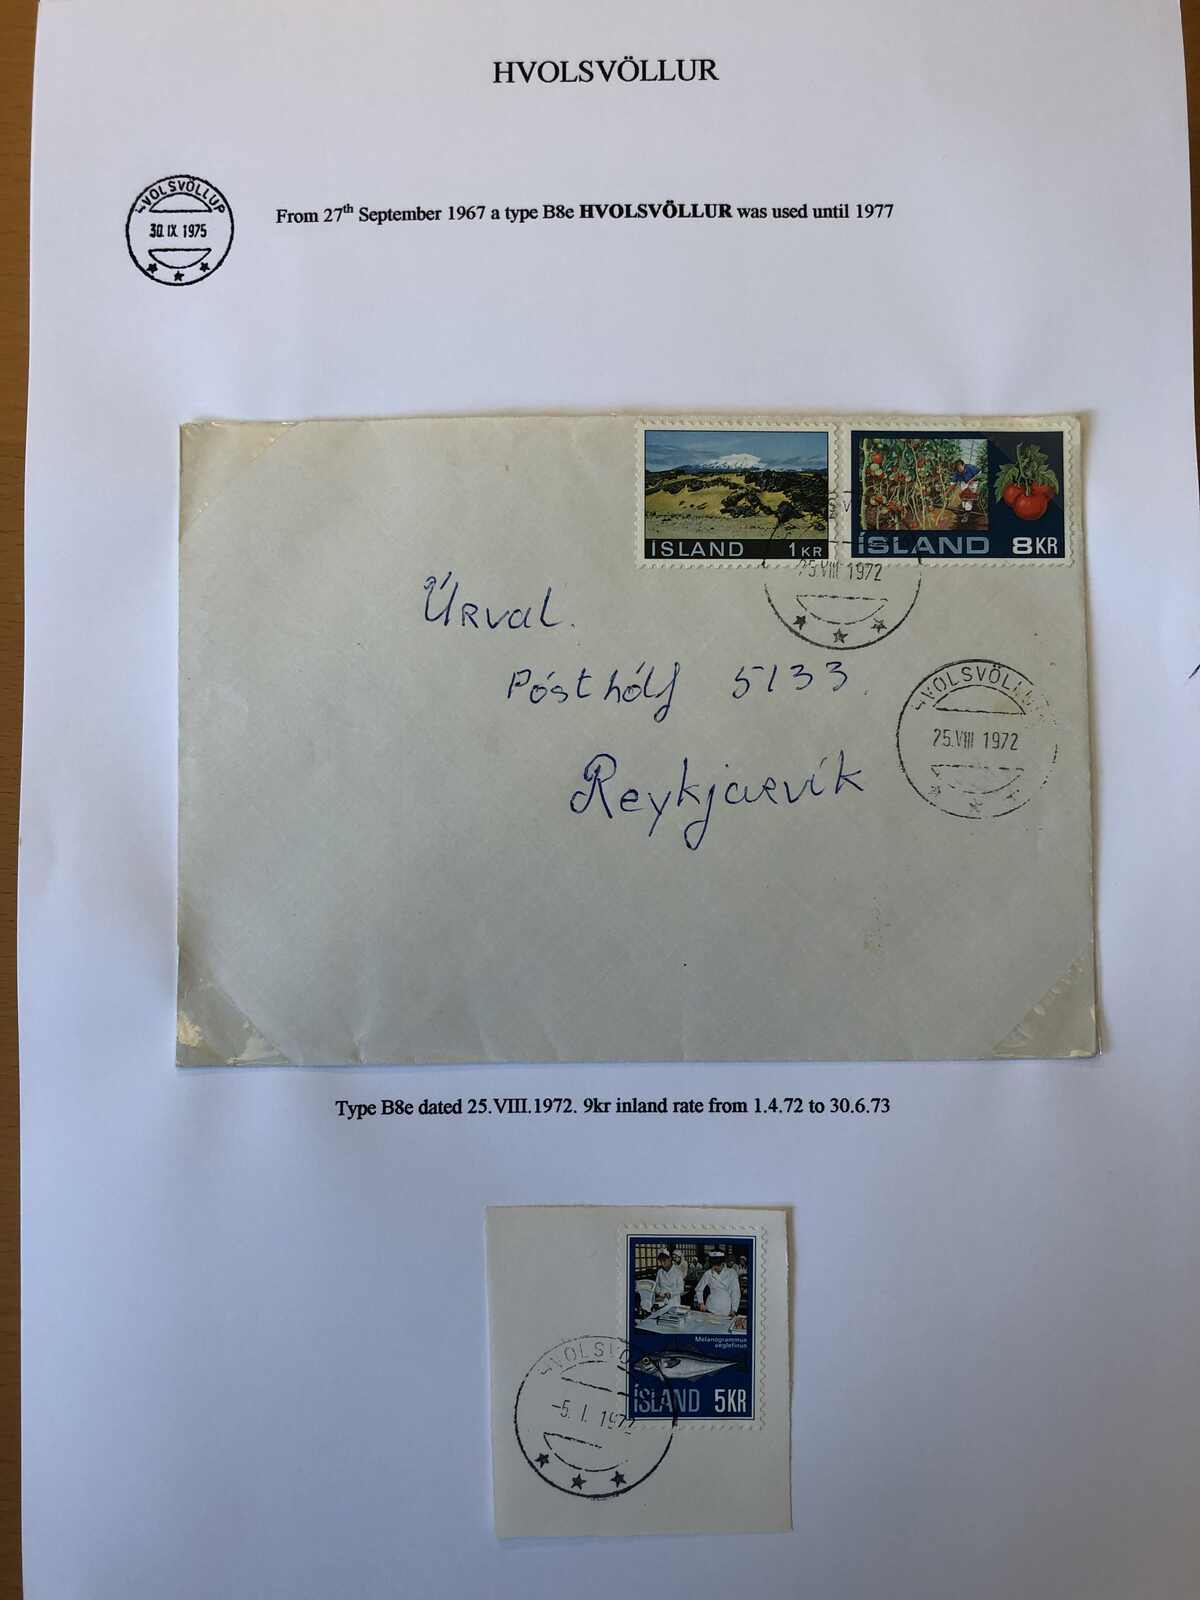 HVOLSVÖLLUR
HVOLSVÖLLUR
30.IX.1975
From 27th September 1967 a type B8e HVOLSVÖLLUR was used until 1977
ÍSLAND 1KR
ÍSLAND 8KR
25.VIII 1972
Úrval.
Pósthólf 5133.
Reykjavík
HVOLSVÖLLUR
25.VIII 1972
Type B8e dated 25.VIII.1972. 9kr inland rate from 1.4.72 to 30.6.73
Melanogrammus
aeglefinus
ÍSLAND 5KR
-5. I. 1972